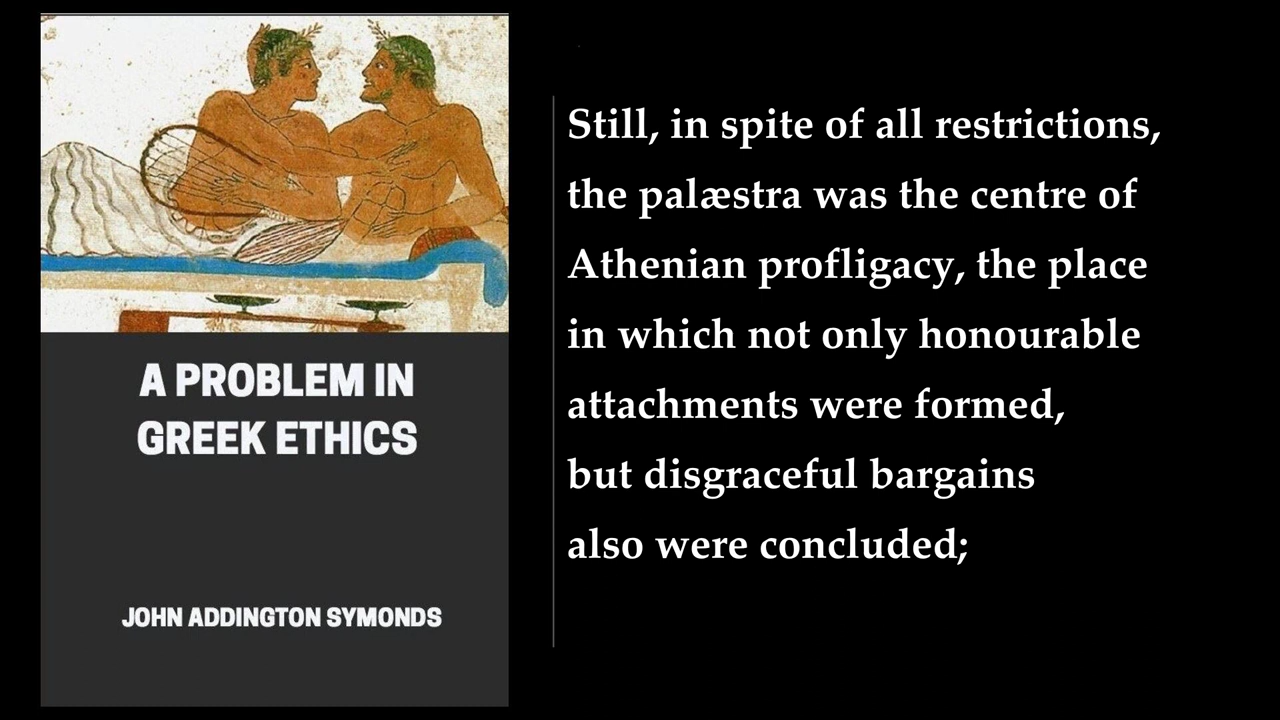 A PROBLEM IN
GREEK ETHICS
JOHN ADDINGTON SYMONDS
Still, in spite of all restrictions,
the palæstra was the centre of
Athenian profligacy, the place
in which not only honourable
attachments were formed,
but disgraceful bargains
also were concluded;